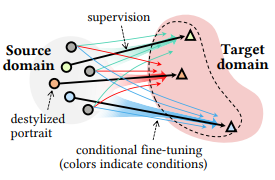 supervision
Source
domain
Target
domain
destylized
portrait
conditional fine-tuning
(colors indicate conditions)